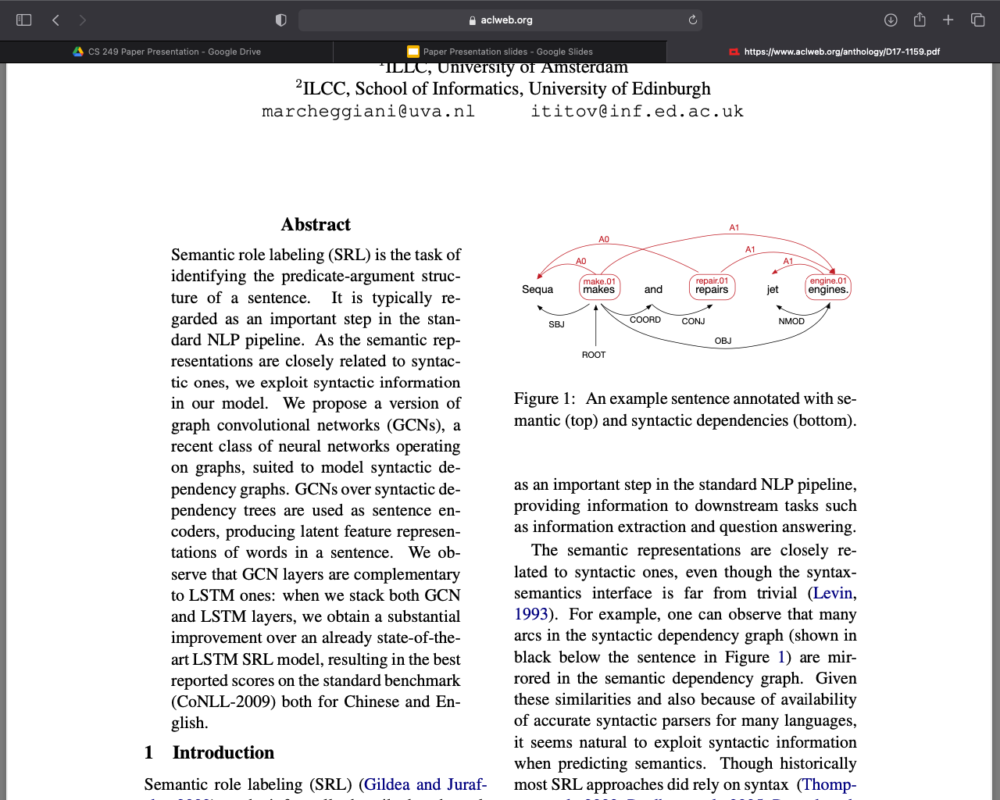 aclweb.org
CS 249 Paper Presentation - Google Drive
Paper Presentation slides - Google Slides
https://www.aclweb.org/anthology/D17-1159.pdf
1ILLC, University of Amsterdam
2ILCC, School of Informatics, University of Edinburgh
marcheggiani@uva.nl ititov@inf.ed.ac.uk
Abstract
Semantic role labeling (SRL) is the task of
identifying the predicate-argument struc-
ture of a sentence. It is typically re-
garded as an important step in the stan-
dard NLP pipeline. As the semantic rep-
resentations are closely related to syntac-
tic ones, we exploit syntactic information
in our model. We propose a version of
graph convolutional networks (GCNs), a
recent class of neural networks operating
on graphs, suited to model syntactic de-
pendency graphs. GCNs over syntactic de-
pendency trees are used as sentence en-
coders, producing latent feature represen-
tations of words in a sentence. We ob-
serve that GCN layers are complementary
to LSTM ones: when we stack both GCN
and LSTM layers, we obtain a substantial
improvement over an already state-of-the-
art LSTM SRL model, resulting in the best
reported scores on the standard benchmark
(CoNLL-2009) both for Chinese and En-
glish.
1 Introduction
Semantic role labeling (SRL) (Gildea and Juraf-
A1
A0
A1
A0
A1
make.01
repair.01
engine.01
Sequa makes and repairs jet engines.
SBJ
COORD
CONJ
NMOD
OBJ
ROOT
Figure 1: An example sentence annotated with se-
mantic (top) and syntactic dependencies (bottom).
as an important step in the standard NLP pipeline,
providing information to downstream tasks such
as information extraction and question answering.
The semantic representations are closely re-
lated to syntactic ones, even though the syntax-
semantics interface is far from trivial (Levin,
1993). For example, one can observe that many
arcs in the syntactic dependency graph (shown in
black below the sentence in Figure 1) are mir-
rored in the semantic dependency graph. Given
these similarities and also because of availability
of accurate syntactic parsers for many languages,
it seems natural to exploit syntactic information
when predicting semantics. Though historically
most SRL approaches did rely on syntax (Thomp-